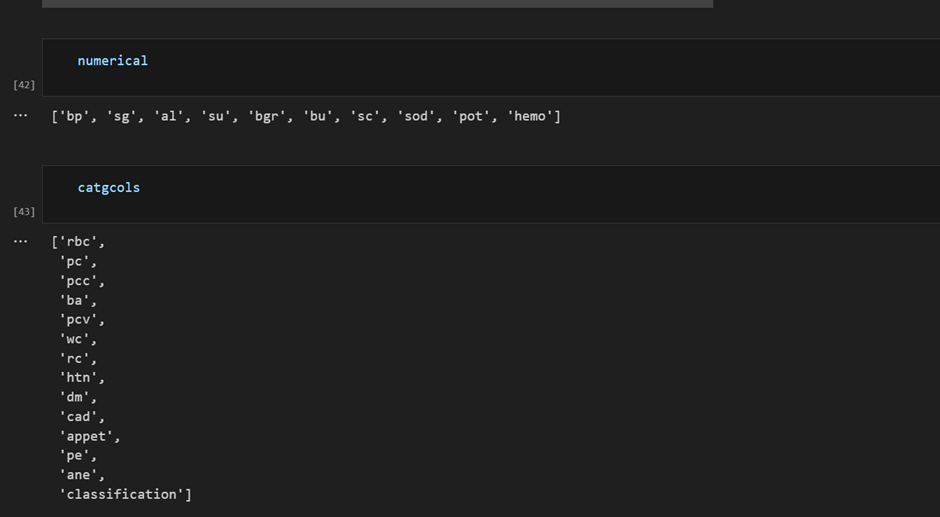 numerical
[42]
... ['bp', 'sg', 'al', 'su', 'bgr', 'bu', 'sc', 'sod', 'pot', 'hemo']
catgcols
[43]
... ['rbc',
'pc',
'pcc',
'ba',
'pcv',
'wc',
'rc',
'htn',
'dm',
'cad',
'appet',
'pe',
'ane',
'classification']